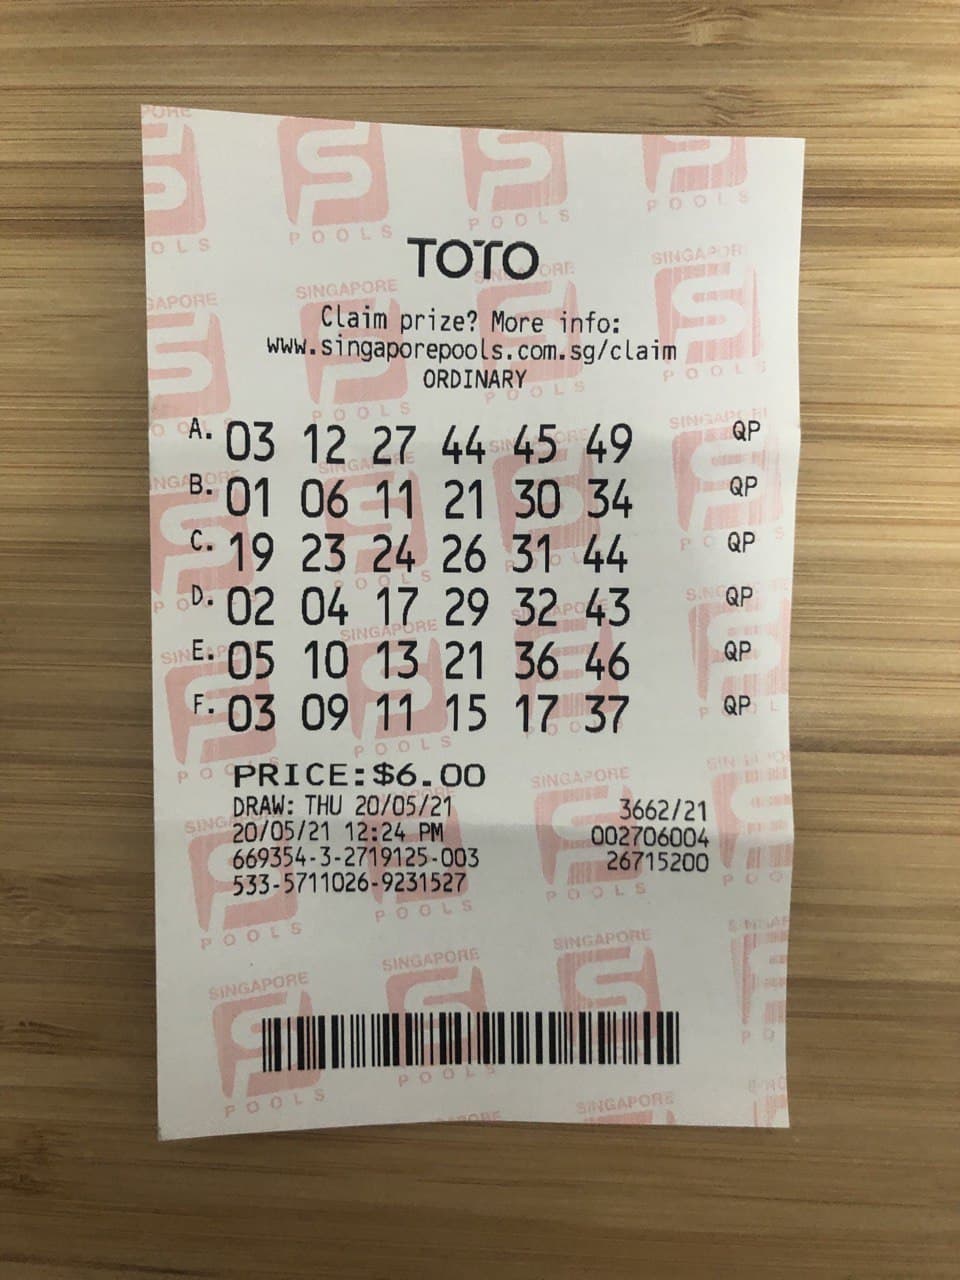 TOTO
Claim prize? More info:
www.singaporepools.com.sg/claim
ORDINARY
A. 03 12 27 44 45 49 QP
B. 01 06 11 21 30 34 QP
C. 19 23 24 26 31 44 QP
D. 02 04 17 29 32 43 QP
E. 05 10 13 21 36 46 QP
F. 03 09 11 15 17 37 QP
PRICE:$6.00
DRAW: THU 20/05/21 3662/21
20/05/21 12:24 PM 002706004
669354-3-2719125-003 26715200
533-5711026-9231527
SINGAPORE POOLS